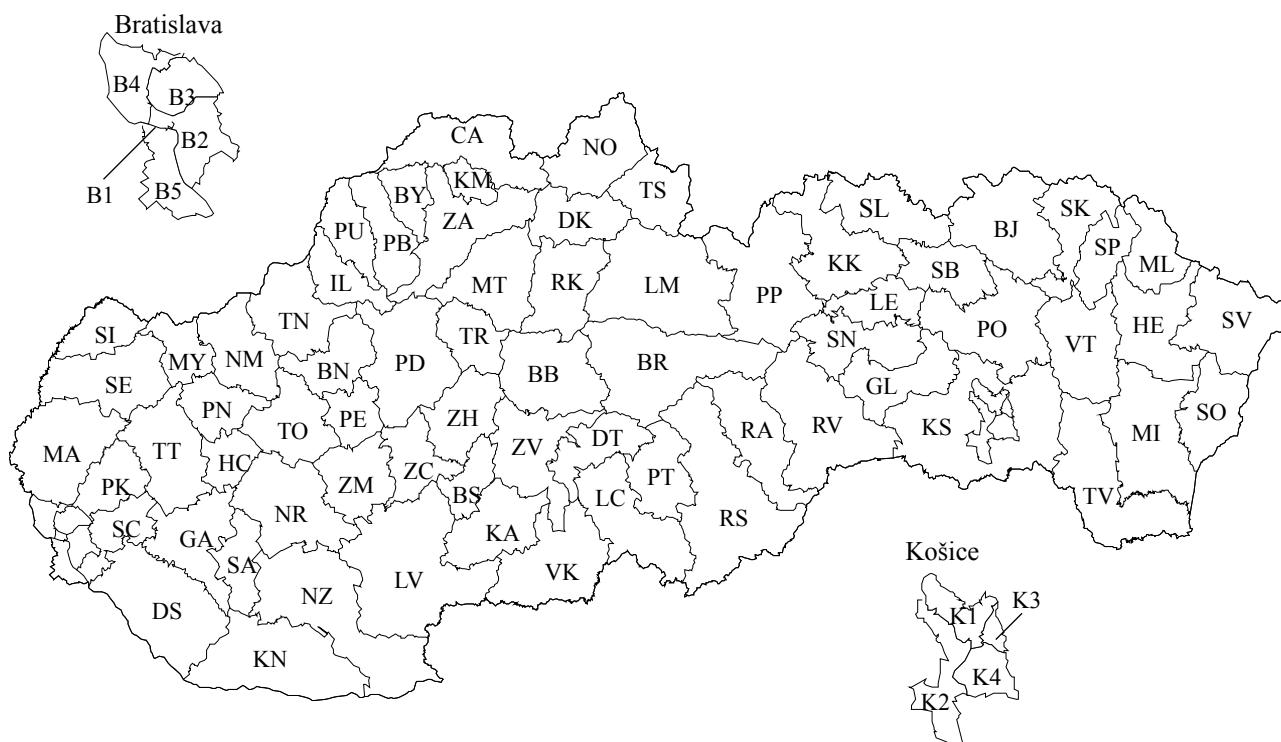 Bratislava
B4
B3
B2
B1
B5
CA
NO
KM
BY
TS
ZA
PU
PB
DK
SL
BJ
SK
SP
ML
KK
SB
IL
MT
RK
LM
PP
LE
TN
TR
PO
HE
SV
SI
MY
NM
BN
PD
BB
BR
SN
VT
SE
GL
PN
TO
PE
ZH
ZV
DT
RA
RV
KS
MI
SO
MA
TT
HC
ZM
ZC
BS
LC
PT
PK
TV
SC
GA
NR
KA
RS
SA
DS
NZ
LV
VK
KN
Košice
K1
K3
K4
K2